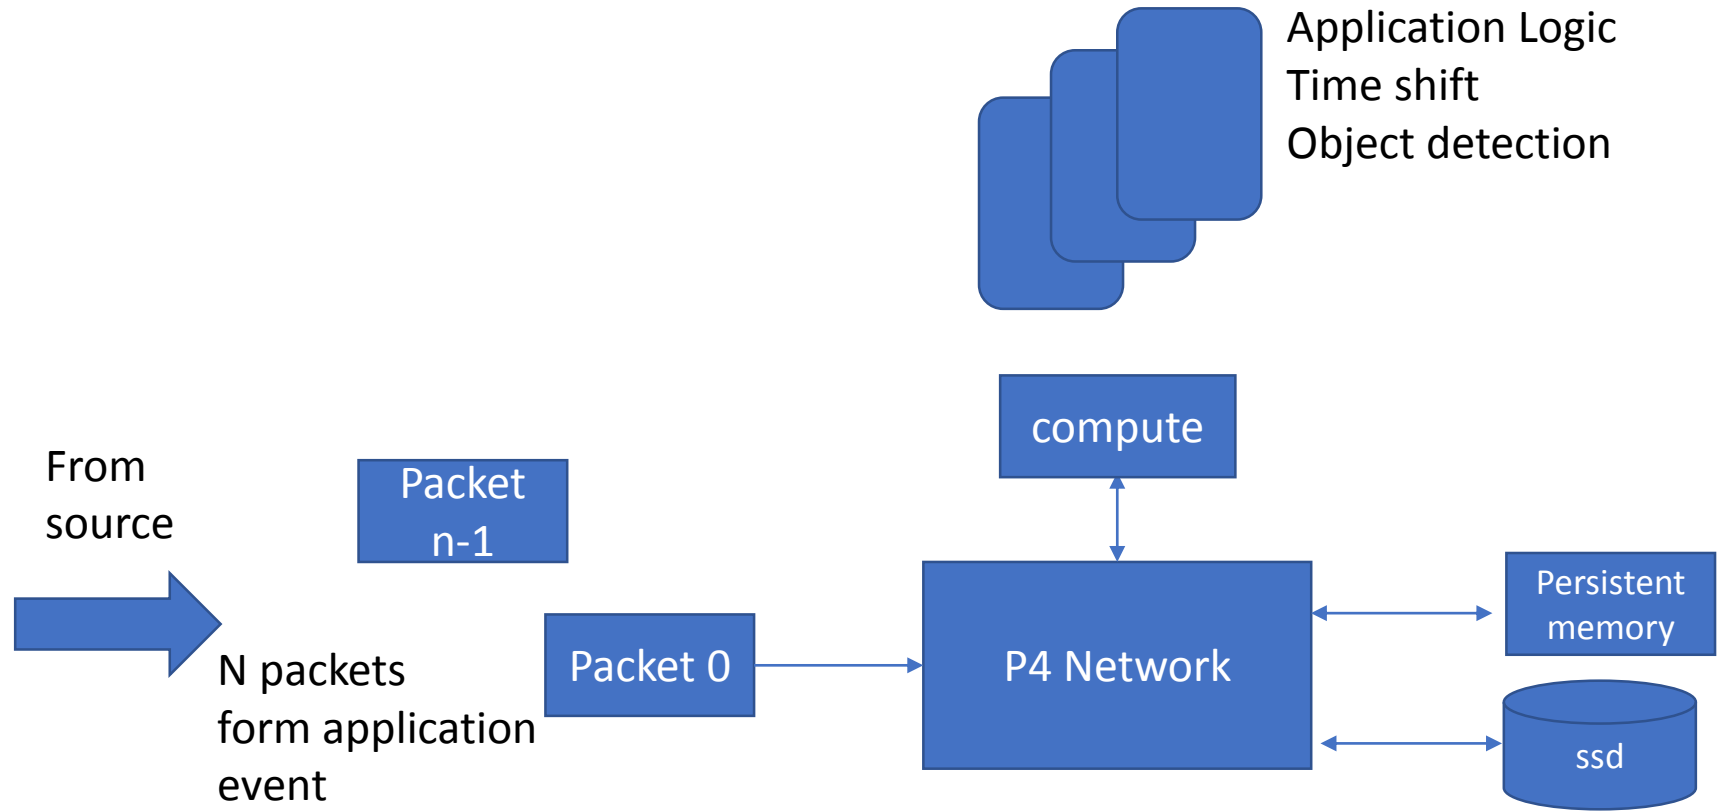 Application Logic
Time shift
Object detection
compute
From
source
Packet
n-1
N packets
form application
event
Packet 0
P4 Network
Persistent
memory
ssd